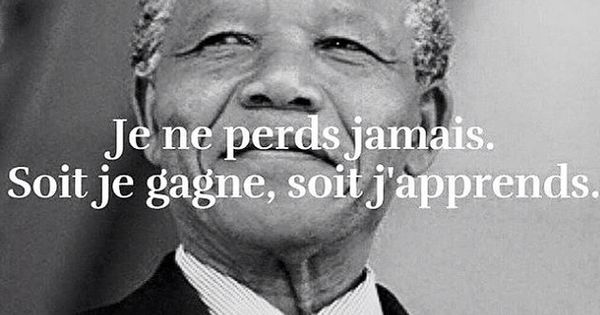 Je ne perds jamais.
Soit je gagne, soit j'apprends.